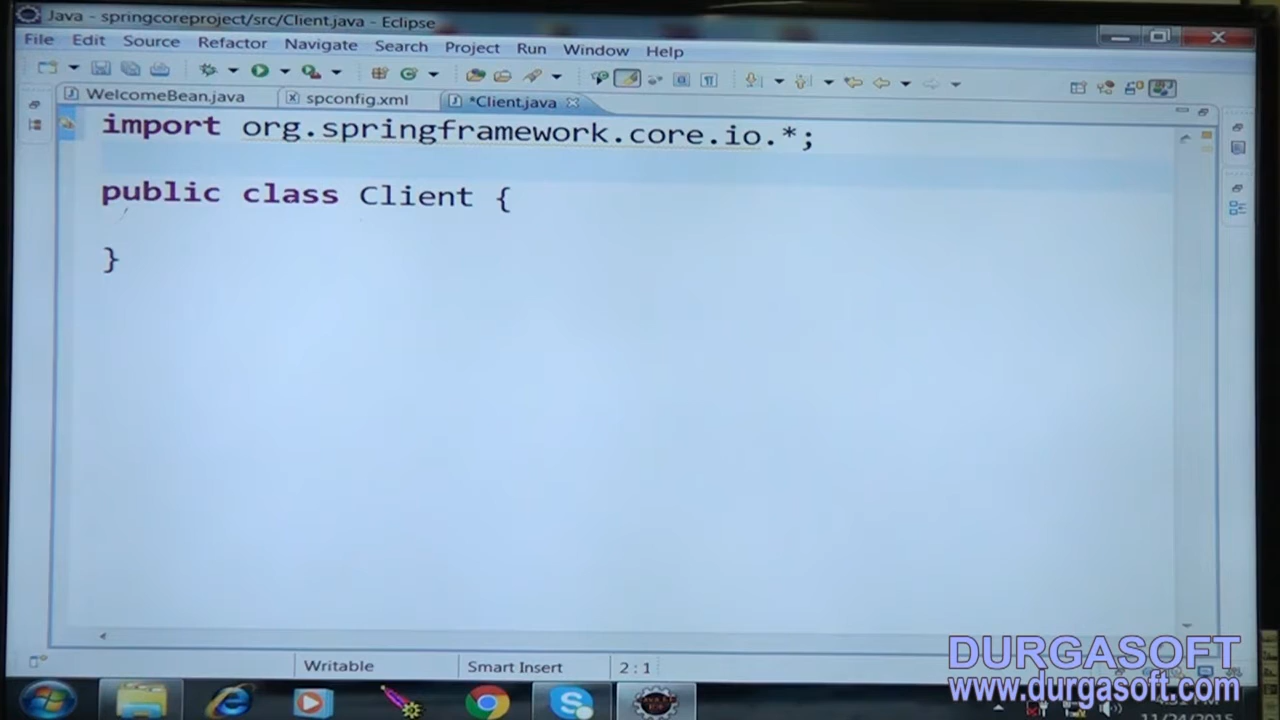 Java - springcoreproject/src/Client.java - Eclipse
File Edit Source Refactor Navigate Search Project Run Window Help
WelcomeBean.java spconfig.xml *Client.java
import org.springframework.core.io.*;
public class Client {
}
Writable Smart Insert 2 : 1
DURGASOFT
www.durgasoft.com